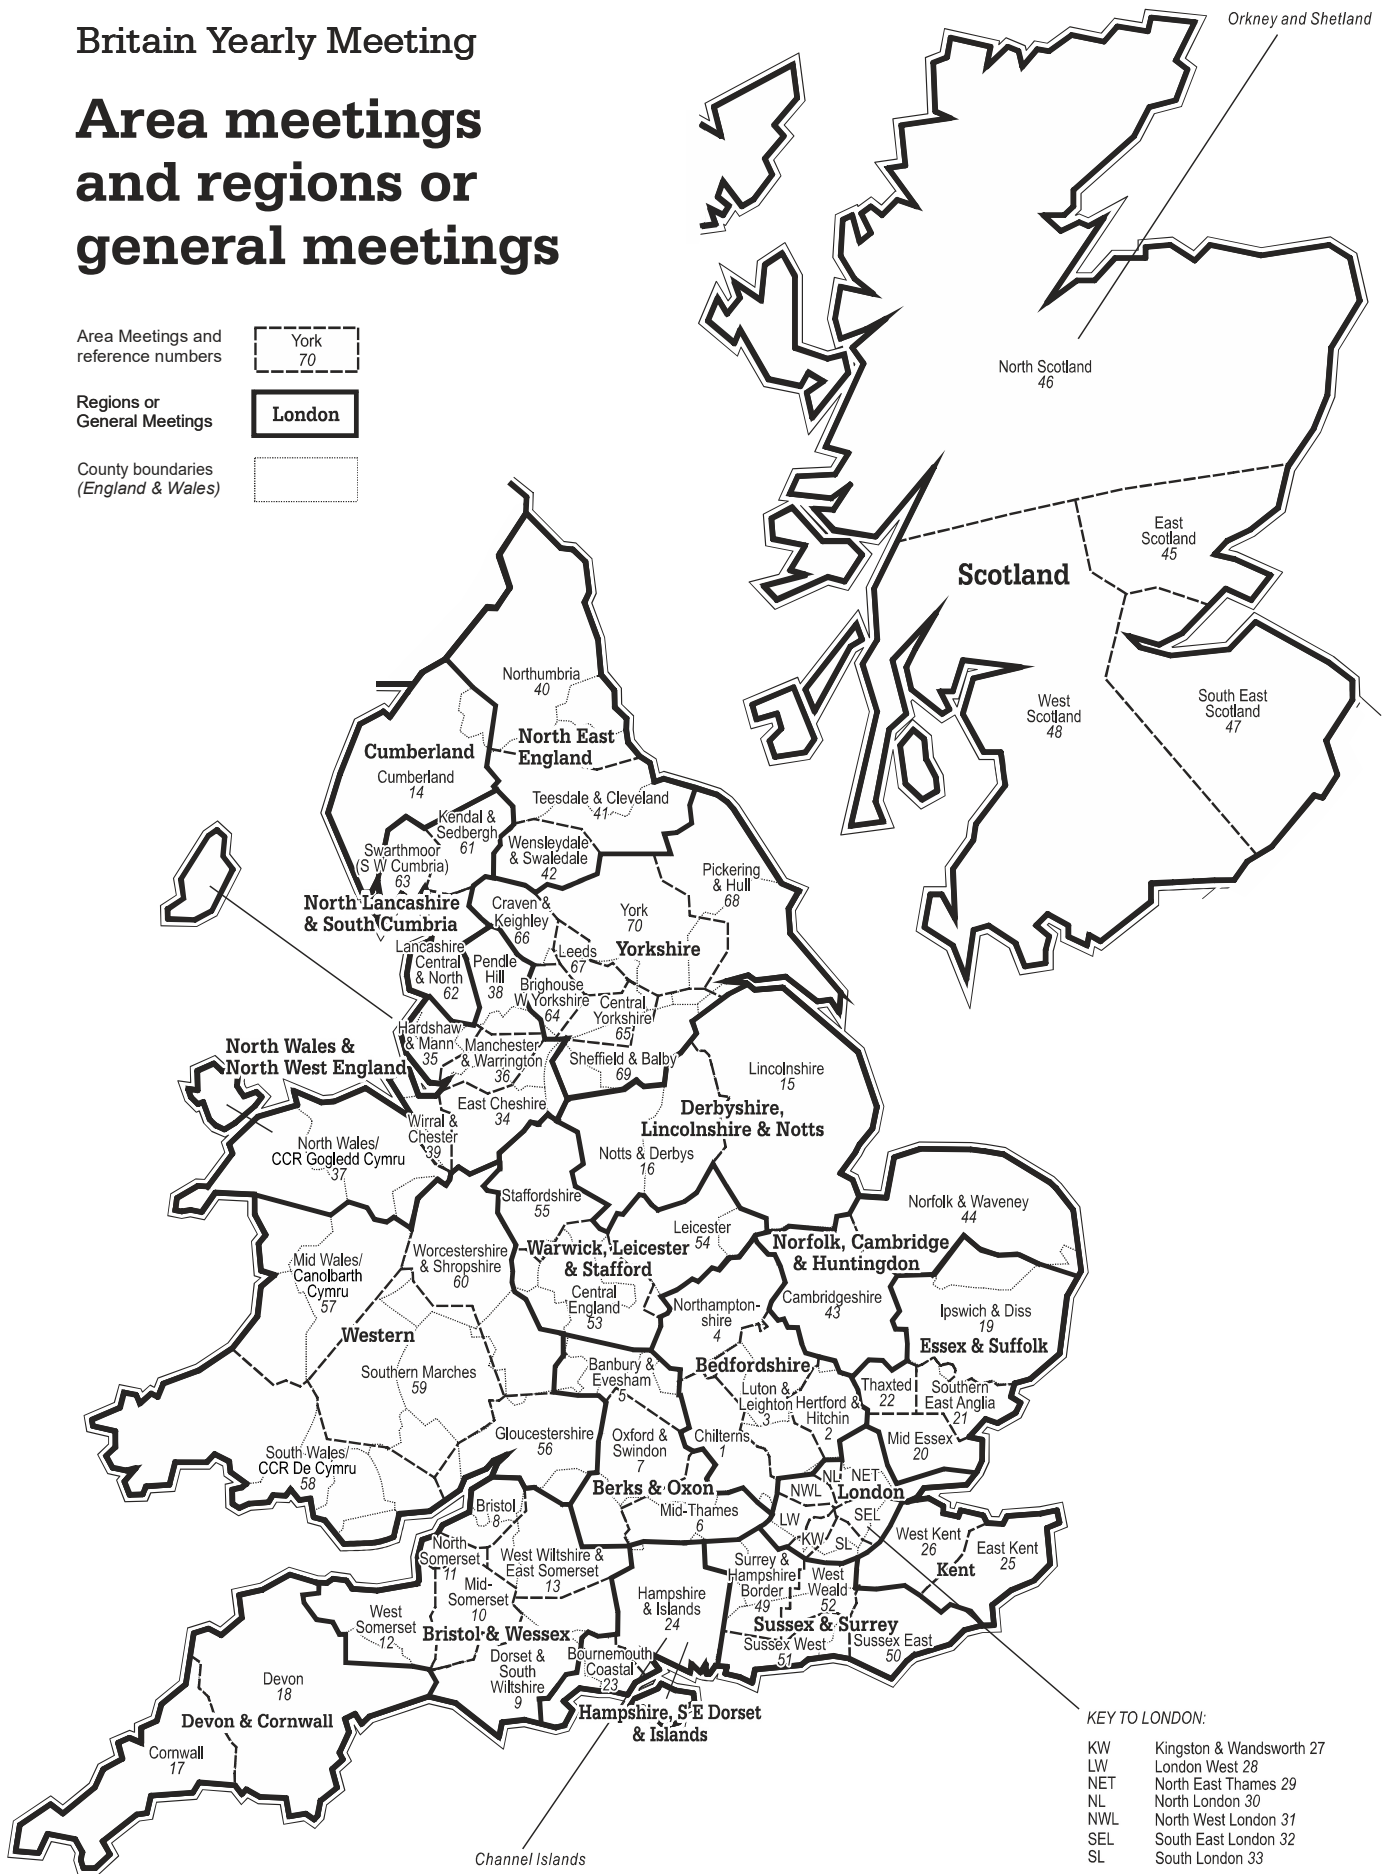 Britain Yearly Meeting
Area meetings
and regions or
general meetings
Area Meetings and
reference numbers
York
70
Regions or
General Meetings
London
County boundaries
(England & Wales)
Orkney and Shetland
North Scotland
46
East
Scotland
45
Scotland
West
Scotland
48
South East
Scotland
47
Northumbria
40
North East
England
Cumberland
Cumberland
14
Teesdale & Cleveland
41
Kendal &
Sedbergh
61
Swarthmoor
(S W Cumbria)
63
Wensleydale
& Swaledale
42
Pickering
& Hull
68
North Lancashire
& South Cumbria
Craven &
Keighley
66
York
70
Yorkshire
Leeds
67
Lancashire
Central
& North
62
Pendle
Hill
38
Brighouse
W Yorkshire
64
Central
Yorkshire
65
Hardshaw
& Mann
35
Manchester
& Warrington
36
Sheffield & Balby
69
North Wales &
North West England
Lincolnshire
15
East Cheshire
34
Derbyshire,
Lincolnshire & Notts
Wirral &
Chester
39
North Wales/
CCR Gogledd Cymru
37
Notts & Derbys
16
Staffordshire
55
Norfolk & Waveney
44
Leicester
54
Warwick, Leicester
& Stafford
Norfolk, Cambridge
& Huntingdon
Mid Wales/
Canolbarth
Cymru
57
Worcestershire
& Shropshire
60
Central
England
53
Northampton-
shire
4
Cambridgeshire
43
Ipswich & Diss
19
Essex & Suffolk
Western
Southern Marches
59
Banbury &
Evesham
5
Bedfordshire
Luton &
Leighton
3
Hertford &
Hitchin
2
Thaxted
22
Southern
East Anglia
21
Gloucestershire
56
Oxford &
Swindon
7
Chilterns
1
Mid Essex
20
South Wales/
CCR De Cymru
58
Berks & Oxon
Mid-Thames
6
NL
NET
NWL
London
LW
SEL
KW
SL
Bristol
8
North
Somerset
11
West Wiltshire &
East Somerset
13
West Kent
26
East Kent
25
Kent
Surrey &
Hampshire
Border
49
West
Weald
52
Mid-
Somerset
10
Hampshire
& Islands
24
West
Somerset
12
Bristol & Wessex
Sussex & Surrey
Sussex West
51
Sussex East
50
Dorset &
South
Wiltshire
9
Bournemouth
Coastal
23
Devon
18
Devon & Cornwall
Hampshire, S E Dorset
& Islands
Cornwall
17
Channel Islands
KEY TO LONDON:
KW Kingston & Wandsworth 27
LW London West 28
NET North East Thames 29
NL North London 30
NWL North West London 31
SEL South East London 32
SL South London 33